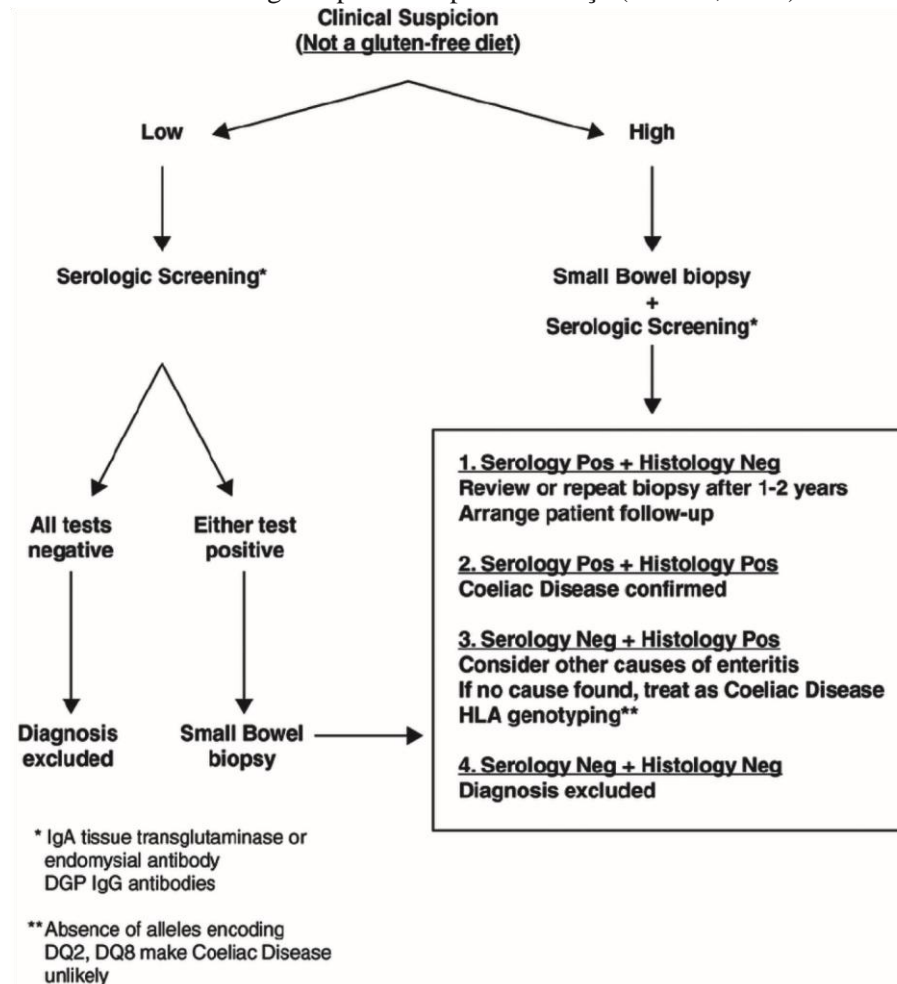 Clinical Suspicion
(Not a gluten-free diet)
Low
High
Serologic Screening*
Small Bowel biopsy
+
Serologic Screening*
All tests
negative
Either test
positive
Diagnosis
excluded
Small Bowel
biopsy
1. Serology Pos + Histology Neg
Review or repeat biopsy after 1-2 years
Arrange patient follow-up
2. Serology Pos + Histology Pos
Coeliac Disease confirmed
3. Serology Neg + Histology Pos
Consider other causes of enteritis
If no cause found, treat as Coeliac Disease
HLA genotyping**
4. Serology Neg + Histology Neg
Diagnosis excluded
* IgA tissue transglutaminase or
endomysial antibody
DGP IgG antibodies
** Absence of alleles encoding
DQ2, DQ8 make Coeliac Disease
unlikely